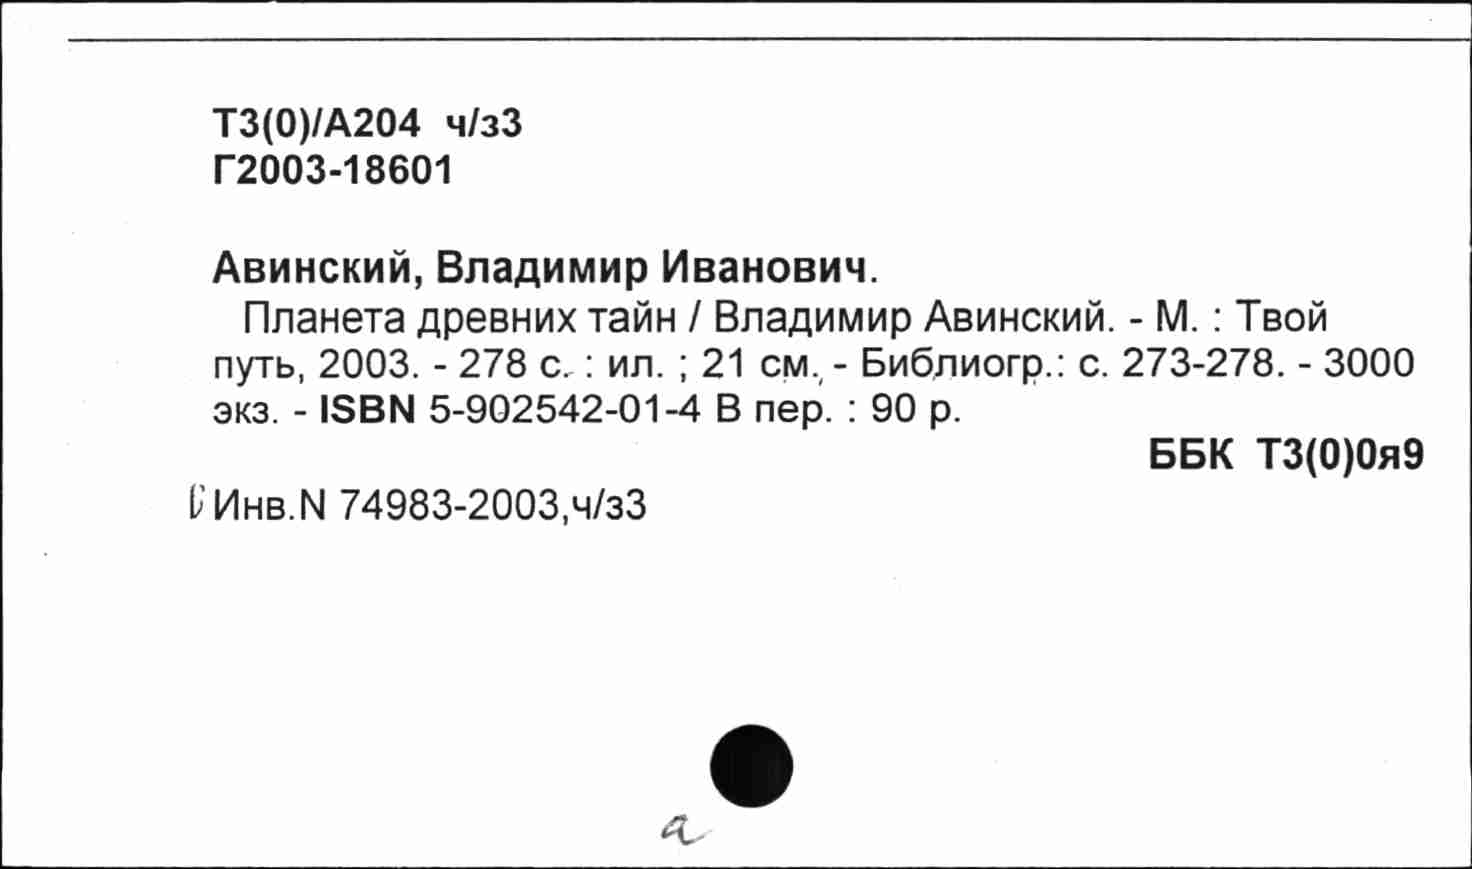 Т3(0)/А204 ч/з3
Г2003-18601
Авинский, Владимир Иванович.
Планета древних тайн / Владимир Авинский. - М. : Твой
путь, 2003. - 278 с. : ил. ; 21 см. - Библиогр.: с. 273-278. - 3000
экз. - ISBN 5-902542-01-4 В пер. : 90 р.
ББК Т3(0)0я9
Инв.N 74983-2003,ч/з3
а